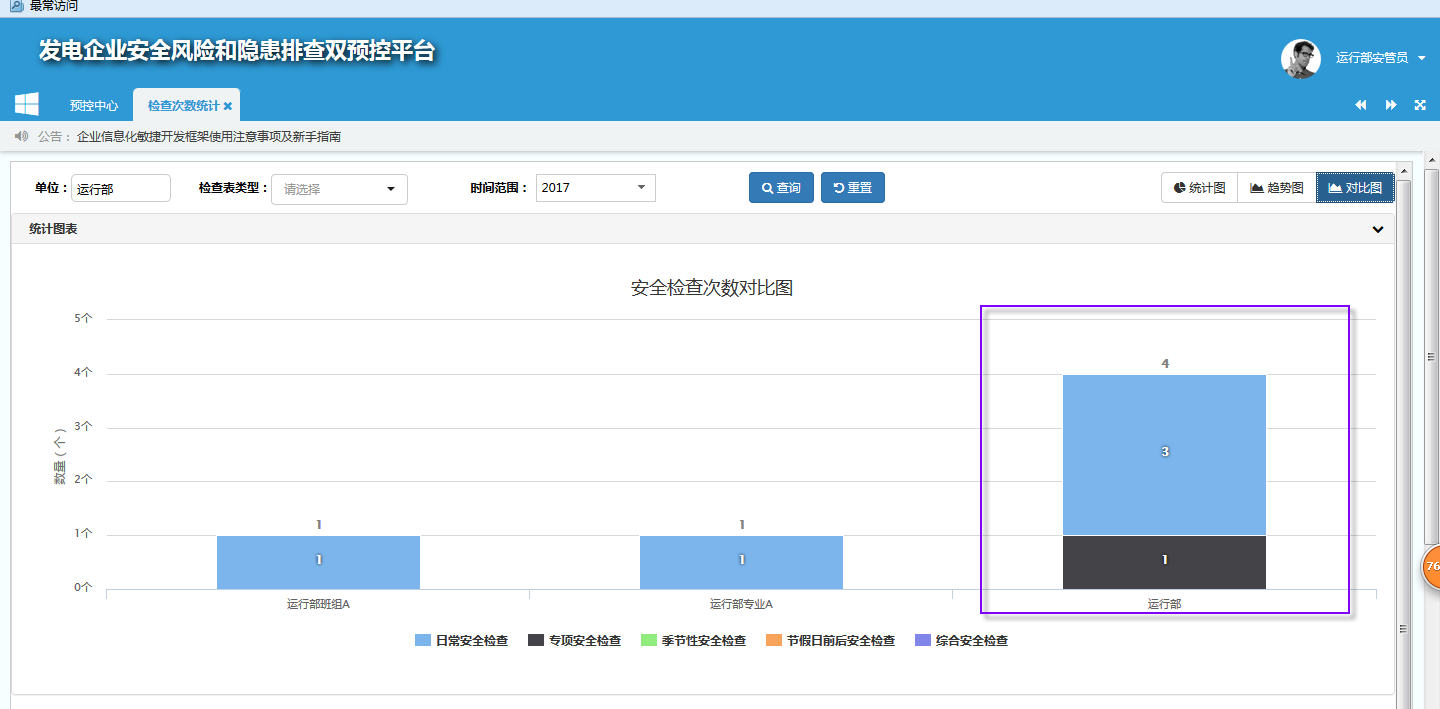 最常访问
发电企业安全风险和隐患排查双预控平台
运行部安管员
预控中心 检查次数统计
公告： 企业信息化敏捷开发框架使用注意事项及新手指南
单位： 运行部 检查表类型： 请选择 时间范围： 2017 查询 重置 统计图 趋势图 对比图
统计图表
安全检查次数对比图
5个
4个
3个
2个
1个
0个
数量（个）
4
3
1
1
1
1
1
运行部班组A 运行部专业A 运行部
日常安全检查 专项安全检查 季节性安全检查 节假日前后安全检查 综合安全检查
76